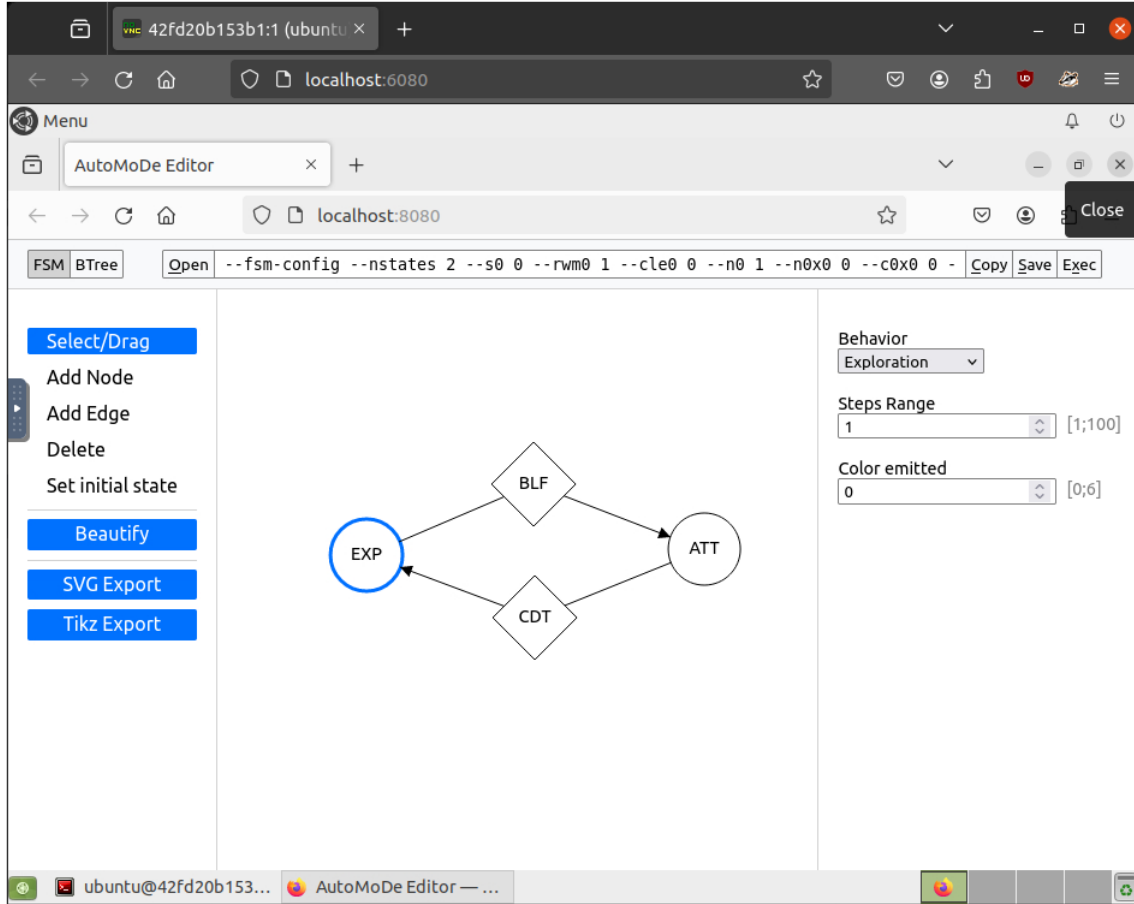 42fd20b153b1:1 (ubuntu
localhost:6080
Menu
AutoMoDe Editor
localhost:8080
Close
FSM BTree Open --fsm-config --nstates 2 --s0 0 --rwm0 1 --cle0 0 --n0 1 --n0x0 0 --c0x0 0 - Copy Save Exec
Select/Drag
Add Node
Add Edge
Delete
Set initial state
Beautify
SVG Export
Tikz Export
BLF
EXP
ATT
CDT
Behavior
Exploration
Steps Range
1 [1;100]
Color emitted
0 [0;6]
ubuntu@42fd20b153... AutoMoDe Editor — ...